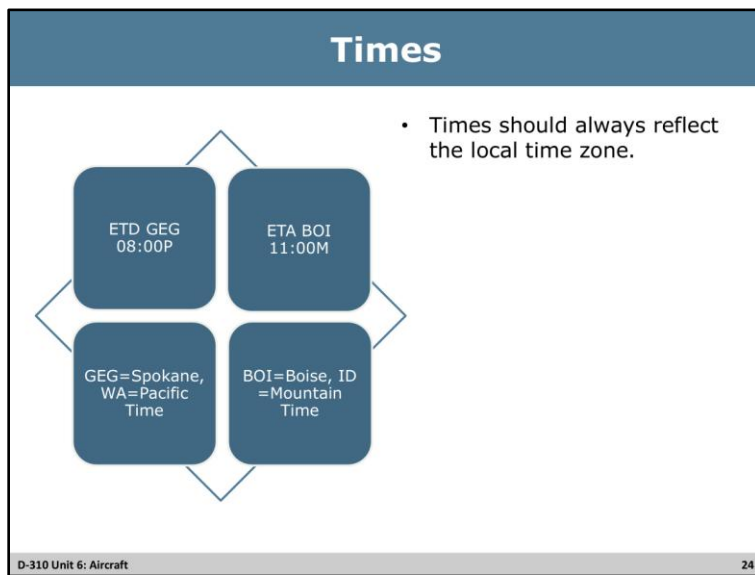 Times
• Times should always reflect
the local time zone.
ETD GEG
08:00P
ETA BOI
11:00M
GEG=Spokane,
WA=Pacific
Time
BOI=Boise, ID
=Mountain
Time
D-310 Unit 6: Aircraft
24